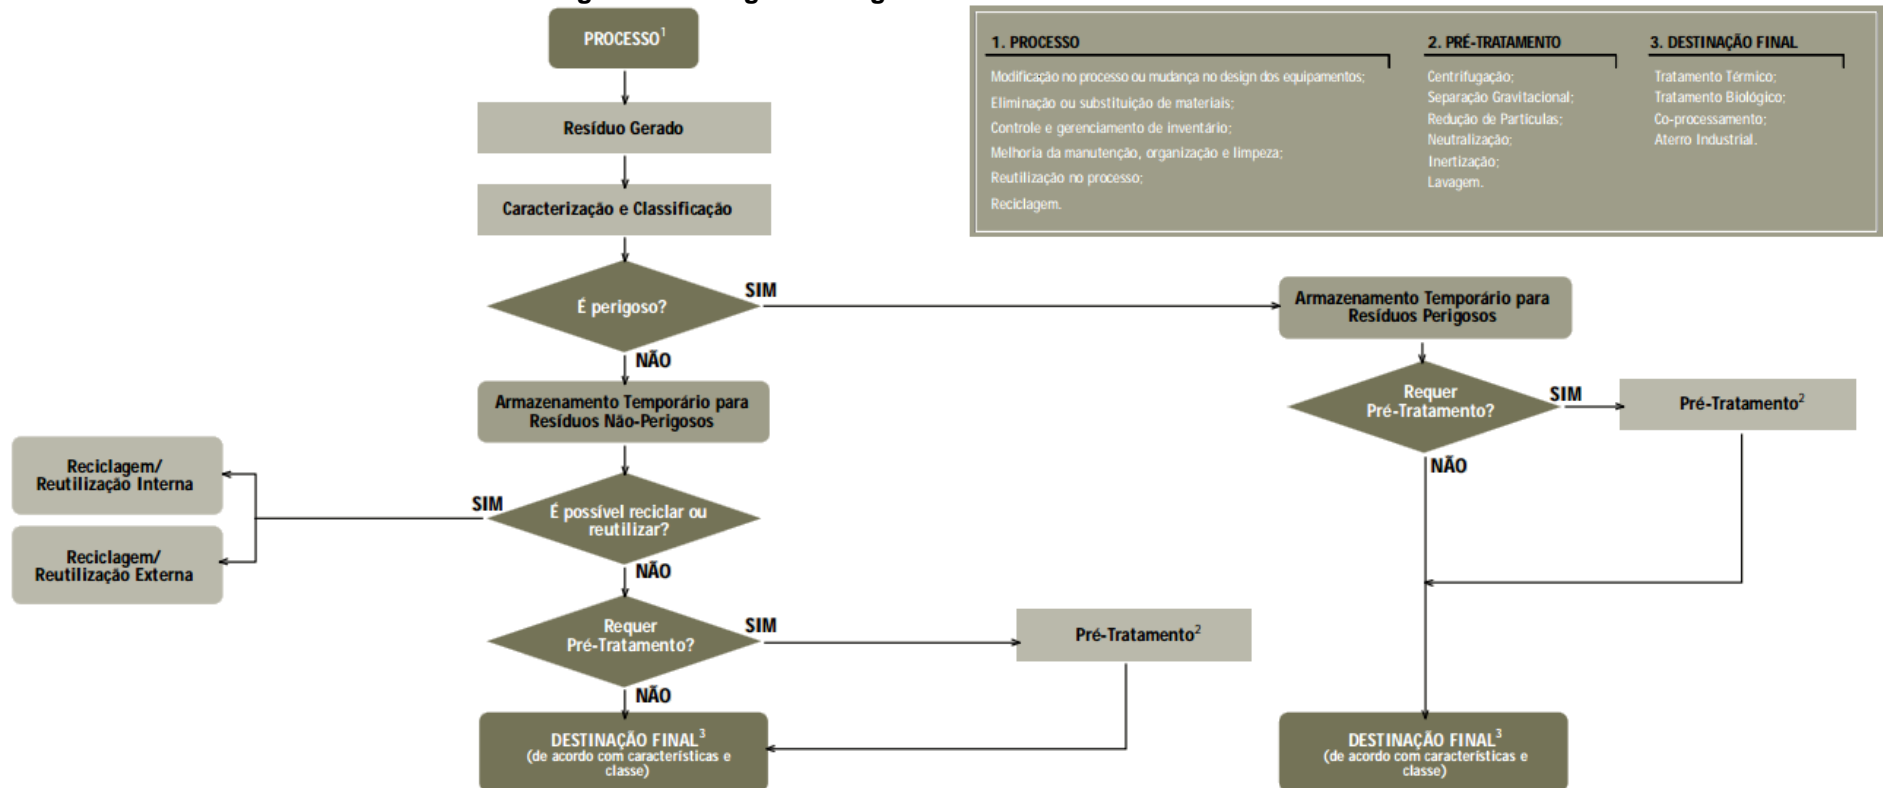 PROCESSO¹
Resíduo Gerado
Caracterização e Classificação
É perigoso?
SIM
NÃO
Armazenamento Temporário para
Resíduos Não-Perigosos
É possível reciclar ou
reutilizar?
SIM
Reciclagem/
Reutilização Interna
Reciclagem/
Reutilização Externa
NÃO
Requer
Pré-Tratamento?
SIM
Pré-Tratamento²
NÃO
DESTINAÇÃO FINAL³
(de acordo com características e
classe)
Armazenamento Temporário para
Resíduos Perigosos
Requer
Pré-Tratamento?
SIM
Pré-Tratamento²
NÃO
DESTINAÇÃO FINAL³
(de acordo com características e
classe)
1. PROCESSO
Modificação no processo ou mudança no design dos equipamentos;
Eliminação ou substituição de materiais;
Controle e gerenciamento de inventário;
Melhoria da manutenção, organização e limpeza;
Reutilização no processo;
Reciclagem.
2. PRÉ-TRATAMENTO
Centrifugação;
Separação Gravitacional;
Redução de Partículas;
Neutralização;
Inertização;
Lavagem.
3. DESTINAÇÃO FINAL
Tratamento Térmico;
Tratamento Biológico;
Co-processamento;
Aterro Industrial.